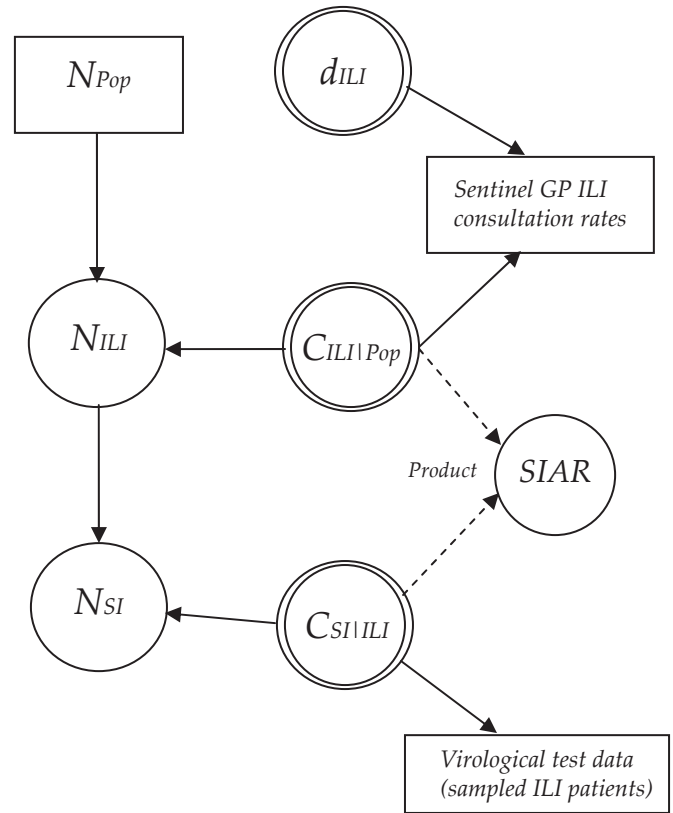 NPop
dILI
Sentinel GP ILI
consultation rates
NILI
CILI|Pop
Product
SIAR
NSI
CSI|ILI
Virological test data
(sampled ILI patients)